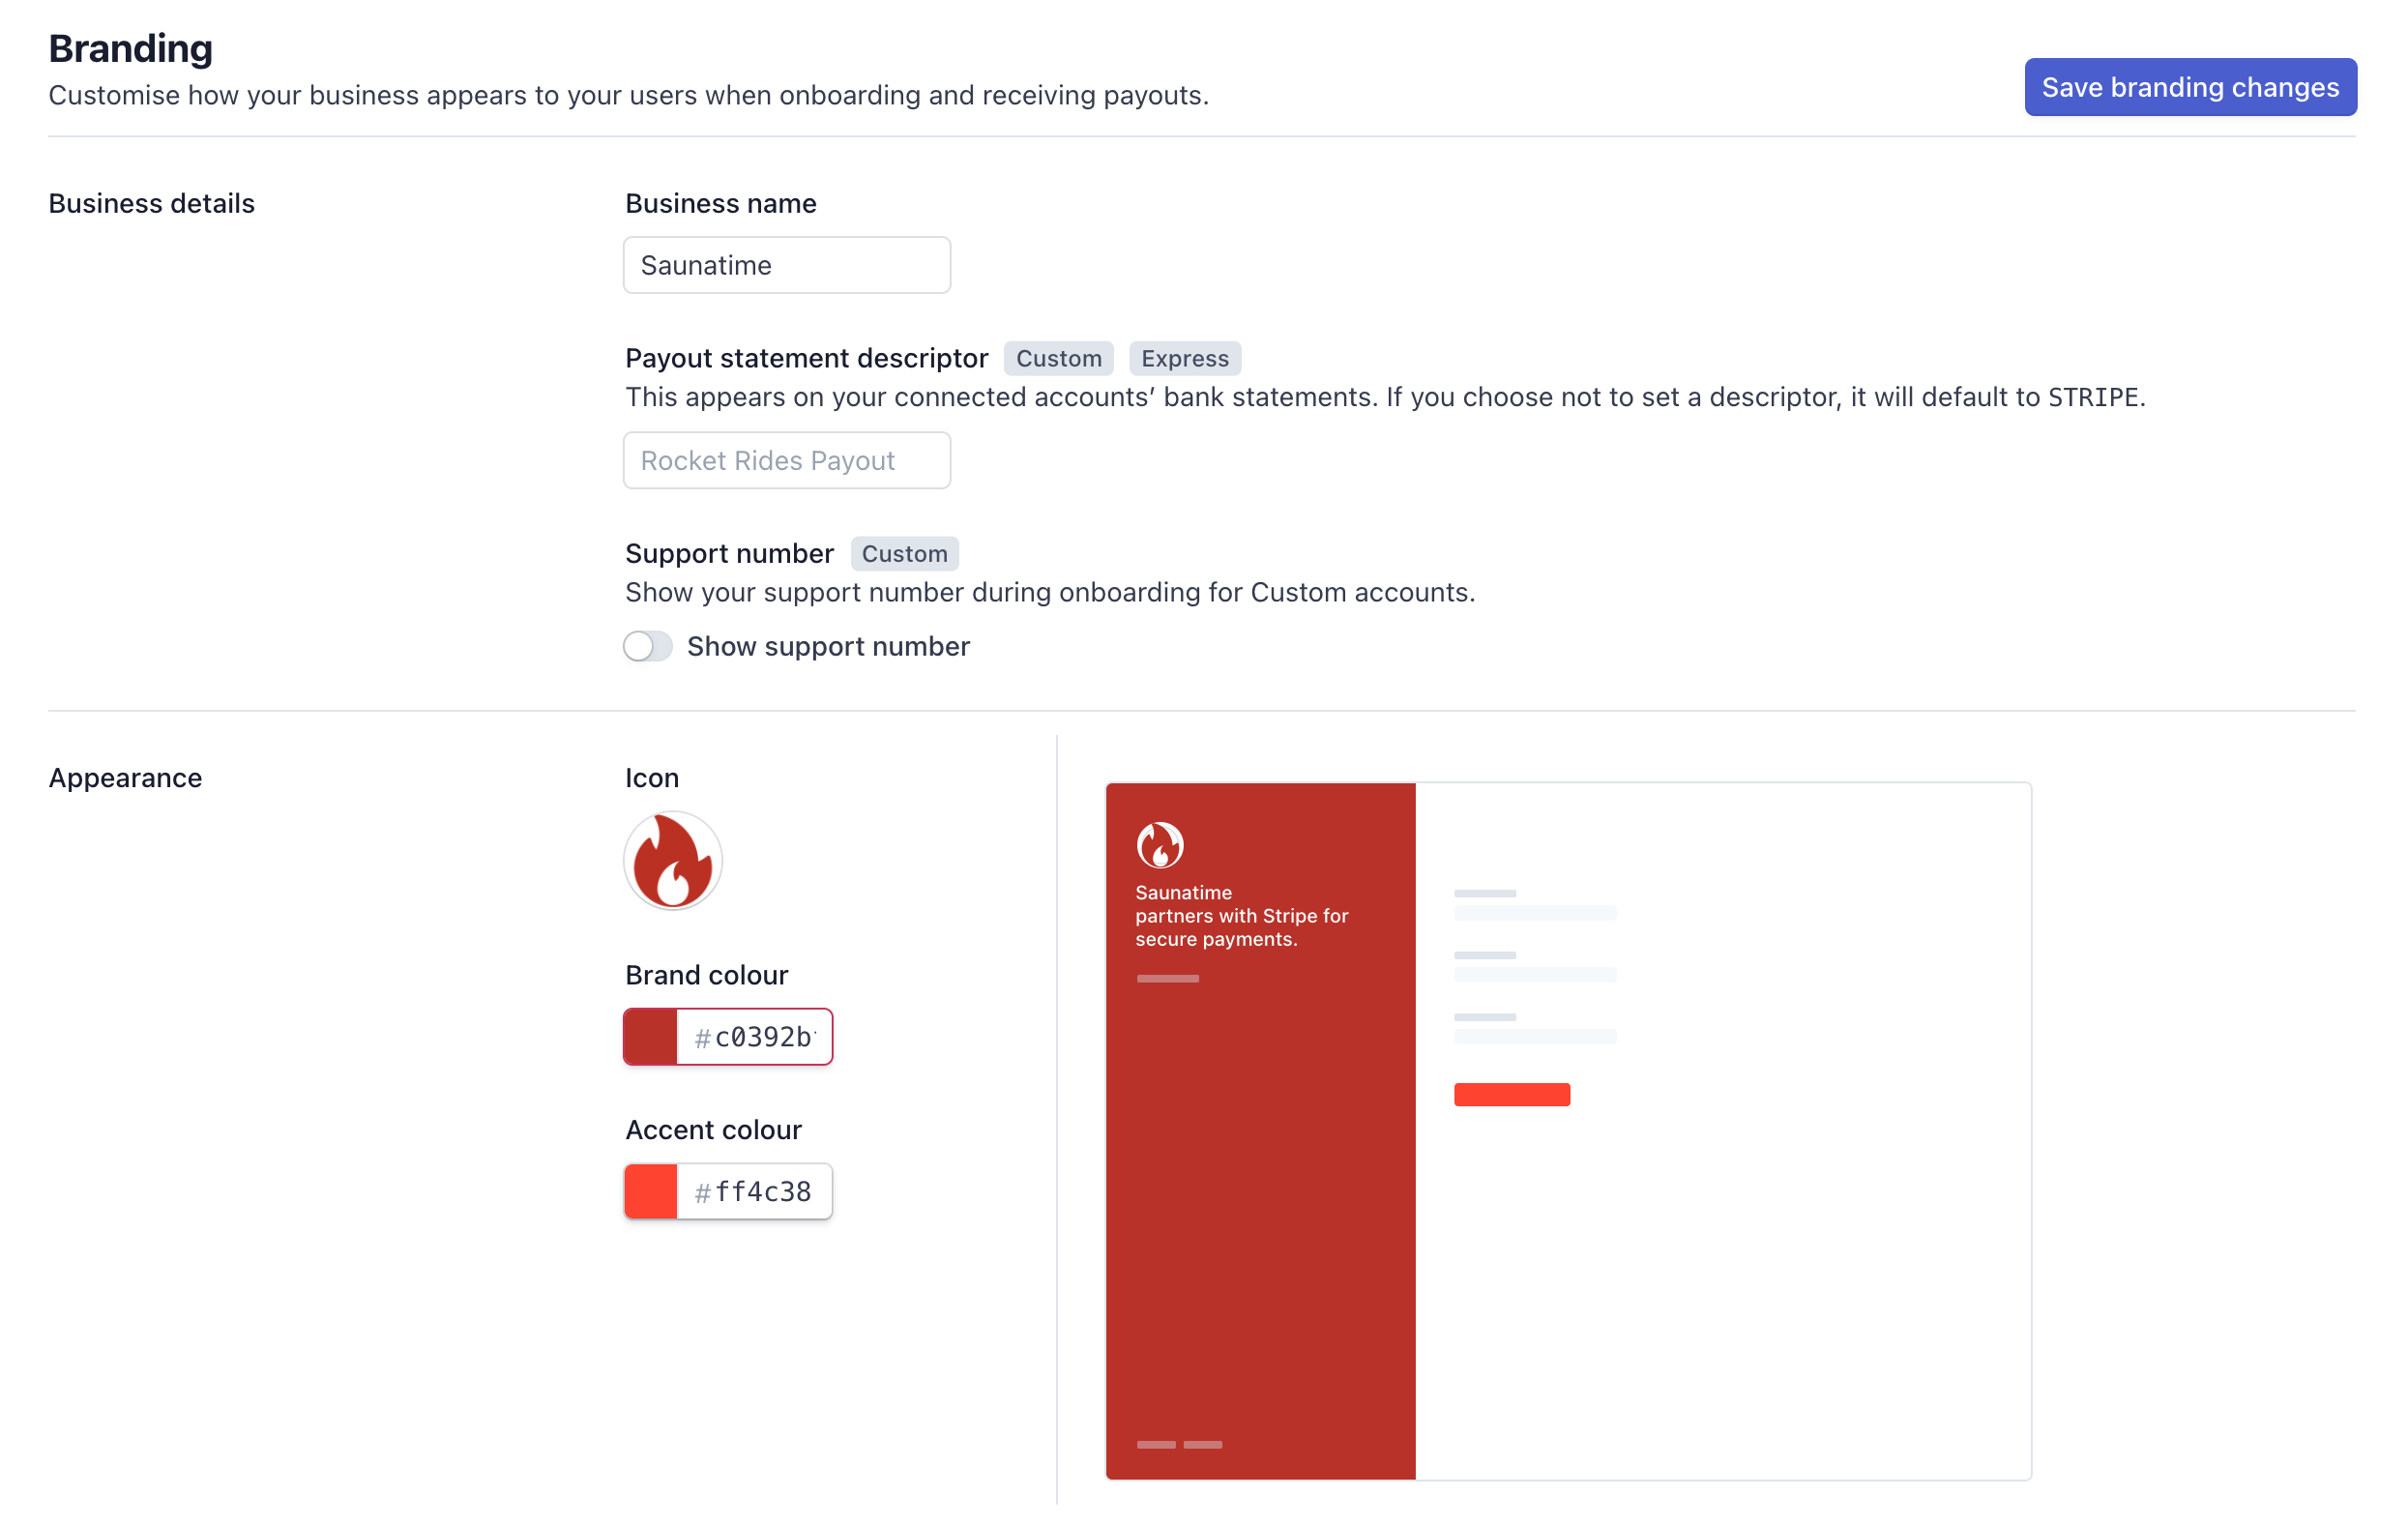 Branding
Customise how your business appears to your users when onboarding and receiving payouts.
Save branding changes
Business details
Business name
Saunatime
Payout statement descriptor Custom Express
This appears on your connected accounts’ bank statements. If you choose not to set a descriptor, it will default to STRIPE.
Rocket Rides Payout
Support number Custom
Show your support number during onboarding for Custom accounts.
Show support number
Appearance
Icon
Brand colour
#c0392b
Accent colour
#ff4c38
Saunatime
partners with Stripe for
secure payments.